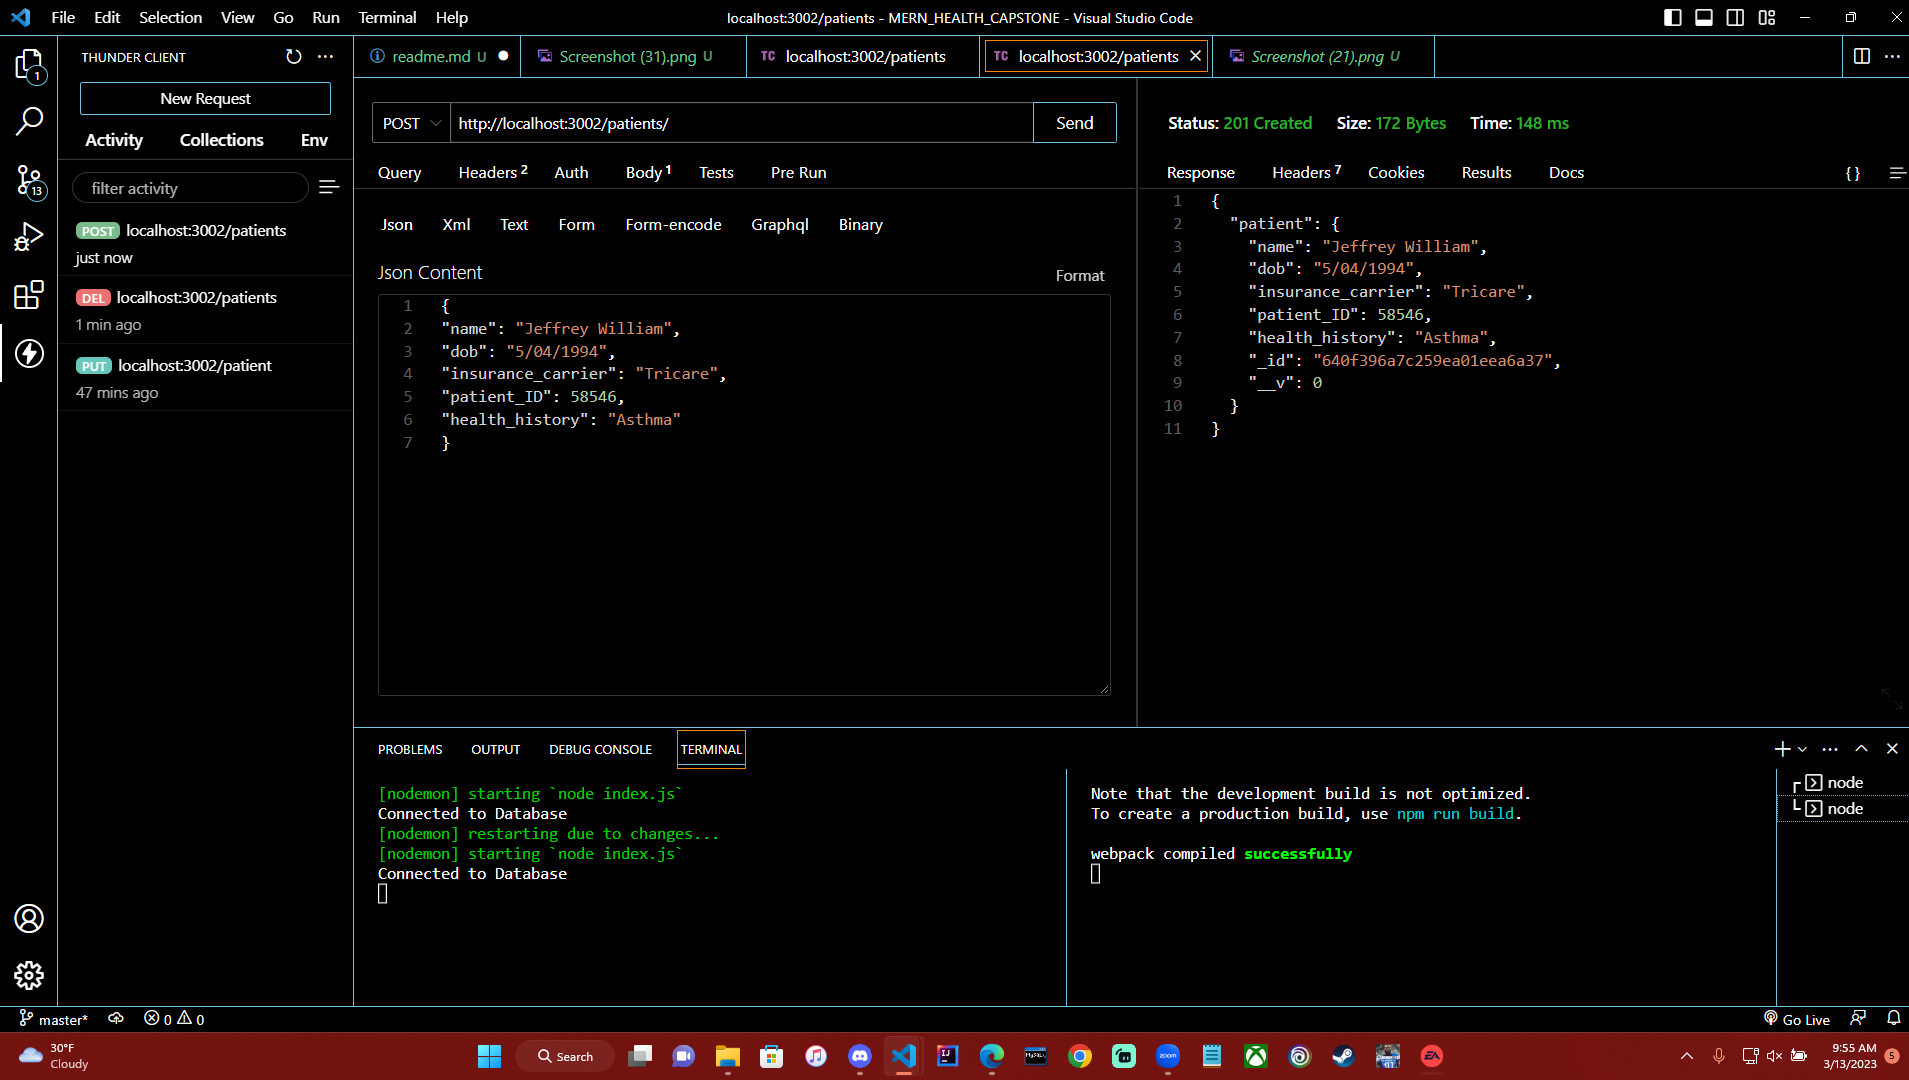 File Edit Selection View Go Run Terminal Help
localhost:3002/patients - MERN_HEALTH_CAPSTONE - Visual Studio Code
THUNDER CLIENT
New Request
Activity Collections Env
filter activity
POST localhost:3002/patients
just now
DEL localhost:3002/patients
1 min ago
PUT localhost:3002/patient
47 mins ago
1
13
readme.md U
Screenshot (31).png U
TC localhost:3002/patients
TC localhost:3002/patients
Screenshot (21).png U
POST http://localhost:3002/patients/ Send
Query Headers 2 Auth Body 1 Tests Pre Run
Json Xml Text Form Form-encode Graphql Binary
Json Content Format
1 {
2 "name": "Jeffrey William",
3 "dob": "5/04/1994",
4 "insurance_carrier": "Tricare",
5 "patient_ID": 58546,
6 "health_history": "Asthma"
7 }
Status: 201 Created Size: 172 Bytes Time: 148 ms
Response Headers 7 Cookies Results Docs { }
1 {
2 "patient": {
3 "name": "Jeffrey William",
4 "dob": "5/04/1994",
5 "insurance_carrier": "Tricare",
6 "patient_ID": 58546,
7 "health_history": "Asthma",
8 "_id": "640f396a7c259ea01eea6a37",
9 "__v": 0
10 }
11 }
PROBLEMS OUTPUT DEBUG CONSOLE TERMINAL
[nodemon] starting `node index.js`
Connected to Database
[nodemon] restarting due to changes...
[nodemon] starting `node index.js`
Connected to Database
Note that the development build is not optimized.
To create a production build, use npm run build.
webpack compiled successfully
node
node
master* 0 0
Go Live
30°F
Cloudy
Search
IJ
MySQL
zoom
EA
9:55 AM
3/13/2023
5